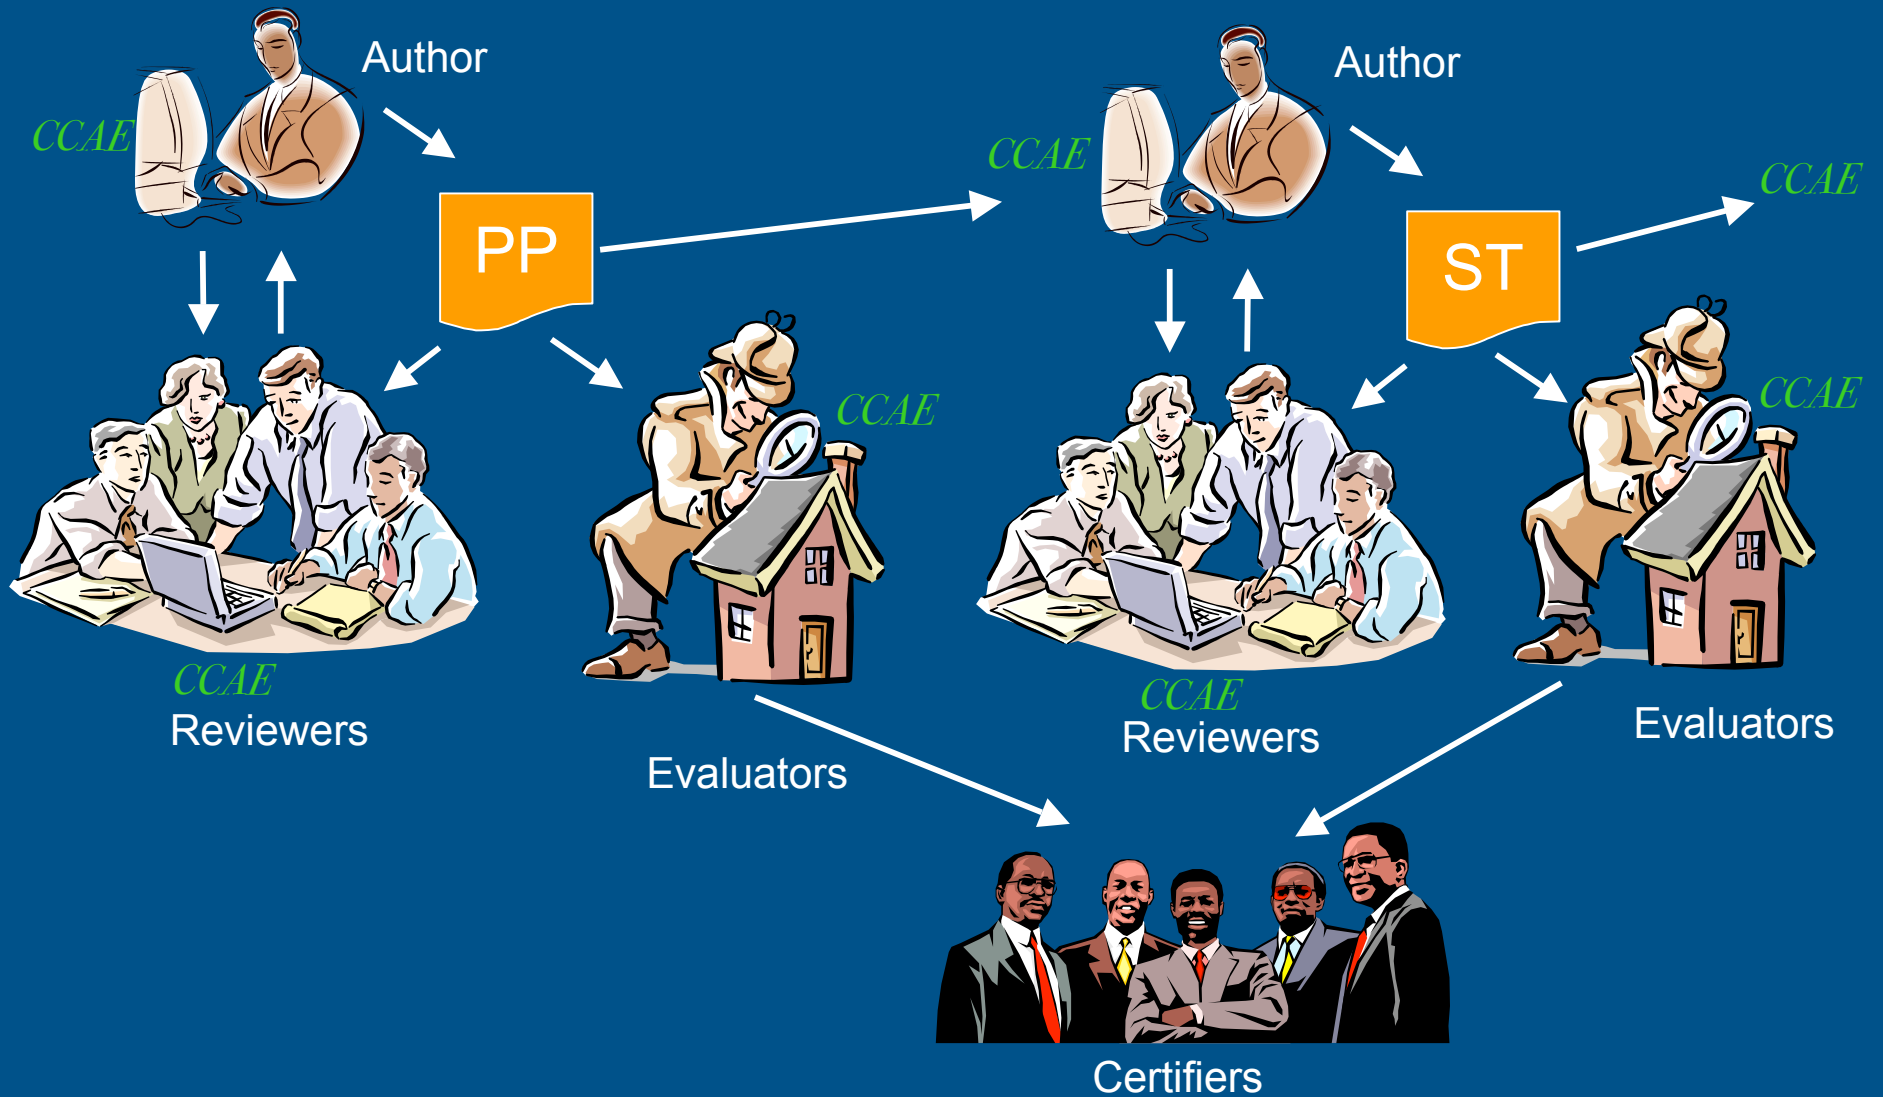 Author
CCAE
PP
CCAE
CCAE
Reviewers
Evaluators
Author
CCAE
ST
CCAE
CCAE
CCAE
Reviewers
Evaluators
Certifiers